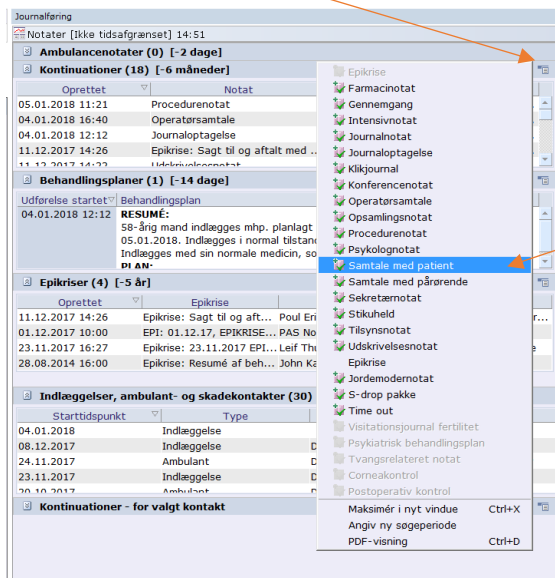 Journalføring
Notater [Ikke tidsafgrænset] 14:51
Ambulancenotater (0) [-2 dage]
Kontinuationer (18) [-6 måneder]
Oprettet Notat
05.01.2018 11:21 Procedurenotat
04.01.2018 16:40 Operatørsamtale
04.01.2018 12:12 Journaloptagelse
11.12.2017 14:26 Epikrise: Sagt til og aftalt med ...
11.12.2017 14:22 Udskrivelsesnotat
Behandlingsplaner (1) [-14 dage]
Udførelse startet Behandlingsplan
04.01.2018 12:12 RESUMÉ:
58-årig mand indlægges mhp. planlagt
05.01.2018. Indlægges i normal tilstand
Indlægges med sin normale medicin, so
PLAN:
Epikriser (4) [-5 år]
Oprettet Epikrise
11.12.2017 14:26 Epikrise: Sagt til og aft... Poul Eri
01.12.2017 10:00 EPI: 01.12.17, EPIKRISE... PAS No
23.11.2017 16:27 Epikrise: 23.11.2017 EPI... Leif Thu
28.08.2014 16:00 Epikrise: Resumé af beh... John Ka
Indlæggelser, ambulant- og skadekontakter (30)
Starttidspunkt Type
04.01.2018 Indlæggelse
08.12.2017 Indlæggelse D
24.11.2017 Ambulant D
23.11.2017 Indlæggelse D
20.10.2017 Ambulant D
Kontinuationer - for valgt kontakt
Epikrise
Farmacinotat
Gennemgang
Intensivnotat
Journalnotat
Journaloptagelse
Klikjournal
Konferencenotat
Operatørsamtale
Opsamlingsnotat
Procedurenotat
Psykolognotat
Samtale med patient
Samtale med pårørende
Sekretærnotat
Stikuheld
Tilsynsnotat
Udskrivelsesnotat
Epikrise
Jordemodernotat
S-drop pakke
Time out
Visitationsjournal fertilitet
Psykiatrisk behandlingsplan
Tvangsrelateret notat
Corneakontrol
Postoperativ kontrol
Maksimér i nyt vindue Ctrl+X
Angiv ny søgeperiode
PDF-visning Ctrl+D